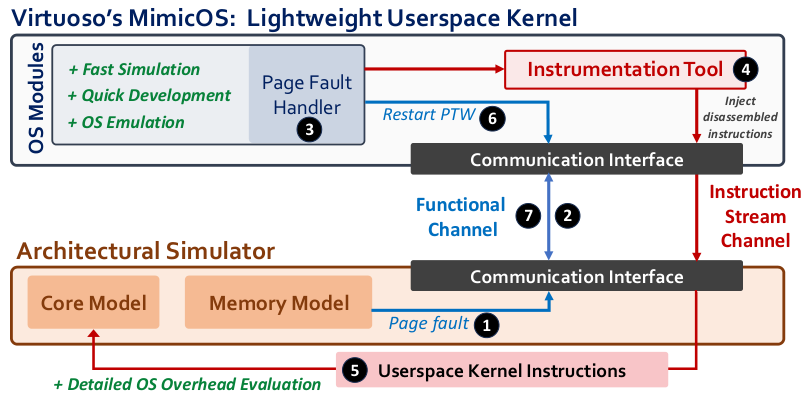 Virtuoso's MimicOS: Lightweight Userspace Kernel
OS Modules
+ Fast Simulation
+ Quick Development
+ OS Emulation
Page Fault
Handler
3
Instrumentation Tool 4
Restart PTW 6
Inject
disassembled
instructions
Communication Interface
Functional
Channel
7 2
Instruction
Stream
Channel
Architectural Simulator
Communication Interface
Core Model
Memory Model
Page fault 1
5 Userspace Kernel Instructions
+ Detailed OS Overhead Evaluation